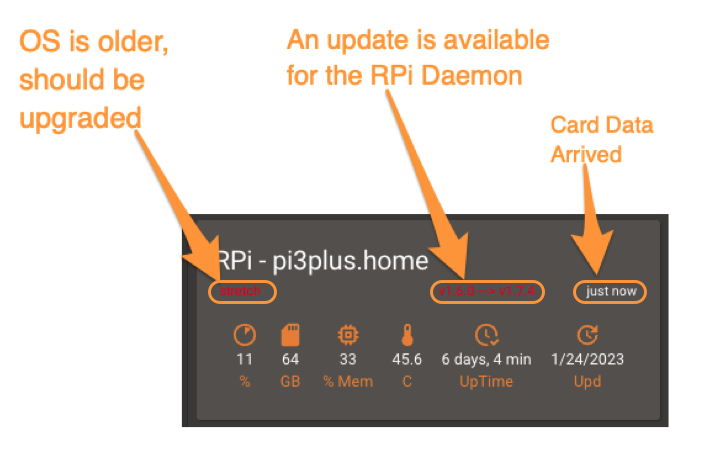 OS is older,
should be
upgraded
An update is available
for the RPi Daemon
Card Data
Arrived
RPi - pi3plus.home
stretch
v1.5.0 --> v1.7.4
just now
11 64 33 45.6 6 days, 4 min 1/24/2023
% GB % Mem C UpTime Upd